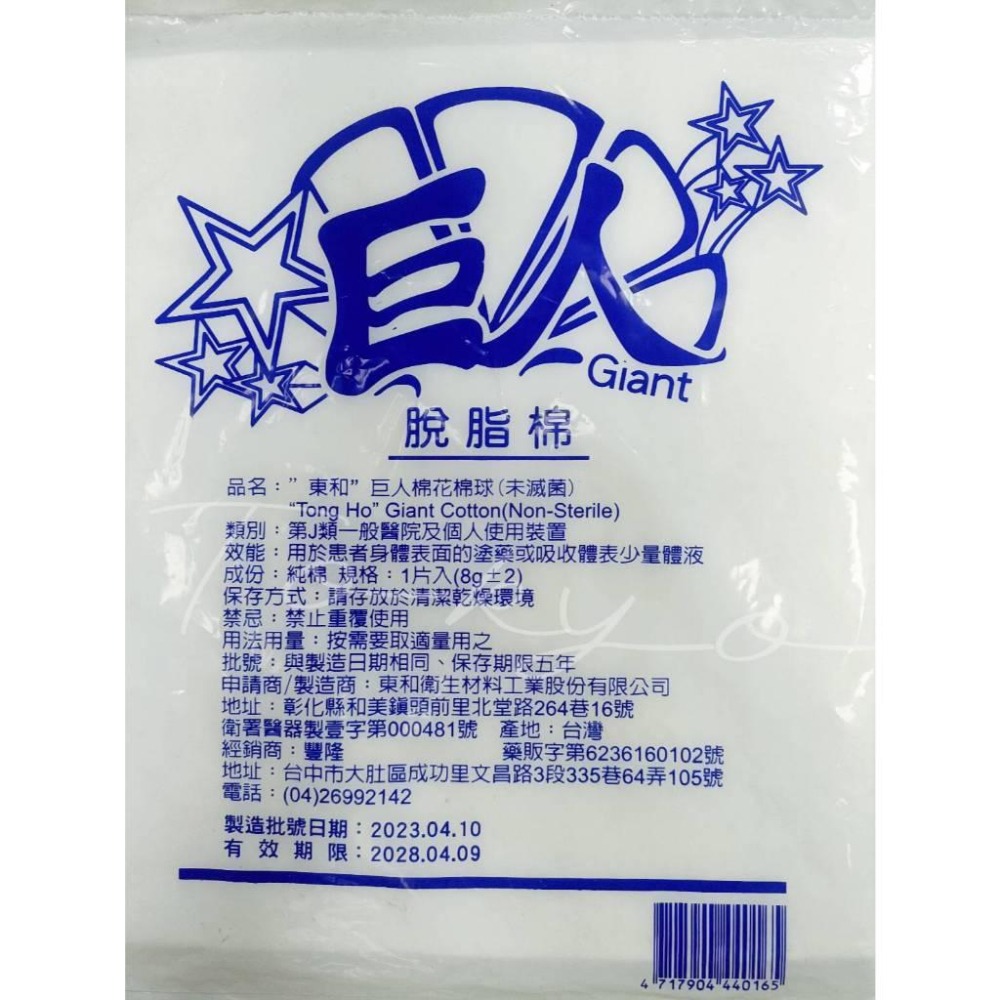 巨人
Giant
脫脂棉
品名：”東和”巨人棉花棉球(未滅菌)
“Tong Ho” Giant Cotton(Non-Sterile)
類別：第J類一般醫院及個人使用裝置
效能：用於患者身體表面的塗藥或吸收體表少量體液
成份：純棉 規格：1片入(8g±2)
保存方式：請存放於清潔乾燥環境
禁忌：禁止重覆使用
用法用量：按需要取適量用之
批號：與製造日期相同、保存期限五年
申請商/製造商：東和衛生材料工業股份有限公司
地址：彰化縣和美鎮頭前里北堂路264巷16號
衛署醫器製壹字第000481號 產地：台灣
經銷商：豐隆 藥販字第6236160102號
地址：台中市大肚區成功里文昌路3段335巷64弄105號
電話：(04)26992142
製造批號日期：2023.04.10
有效期限：2028.04.09
4 717904 440165
Tokyo